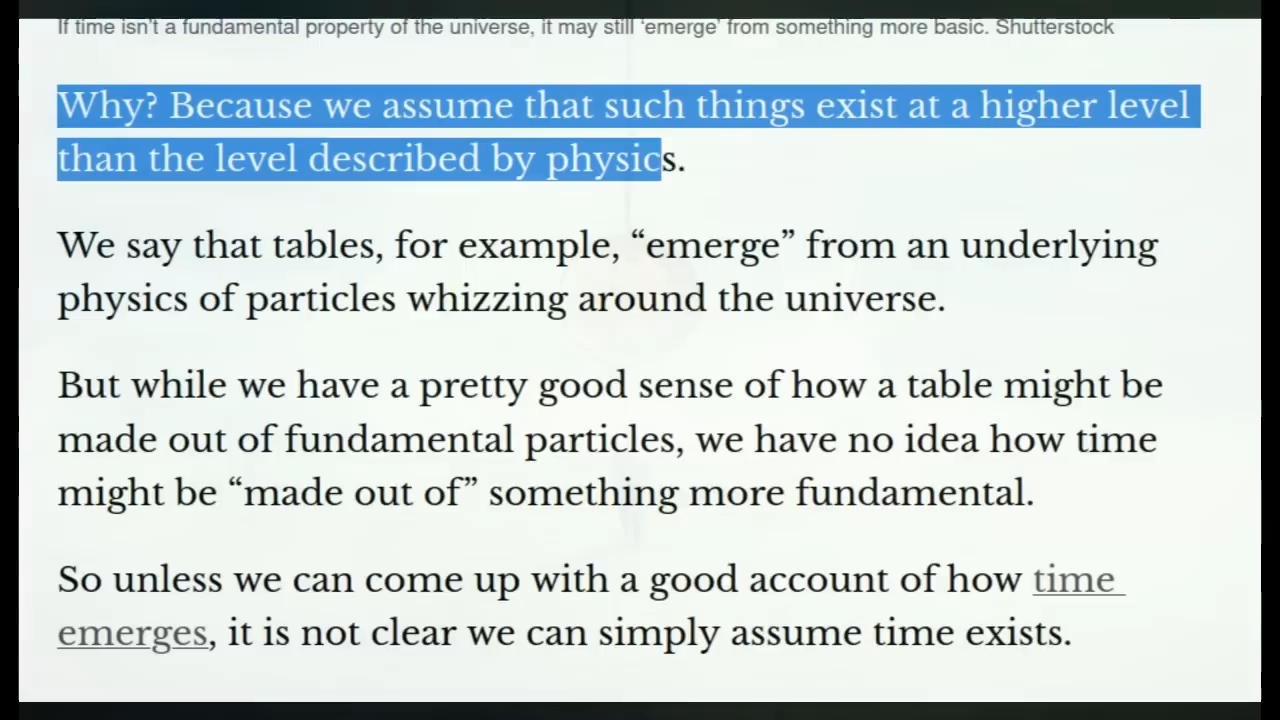 If time isn't a fundamental property of the universe, it may still ‘emerge’ from something more basic. Shutterstock
Why? Because we assume that such things exist at a higher level
than the level described by physics.
We say that tables, for example, “emerge” from an underlying
physics of particles whizzing around the universe.
But while we have a pretty good sense of how a table might be
made out of fundamental particles, we have no idea how time
might be “made out of” something more fundamental.
So unless we can come up with a good account of how time
emerges, it is not clear we can simply assume time exists.